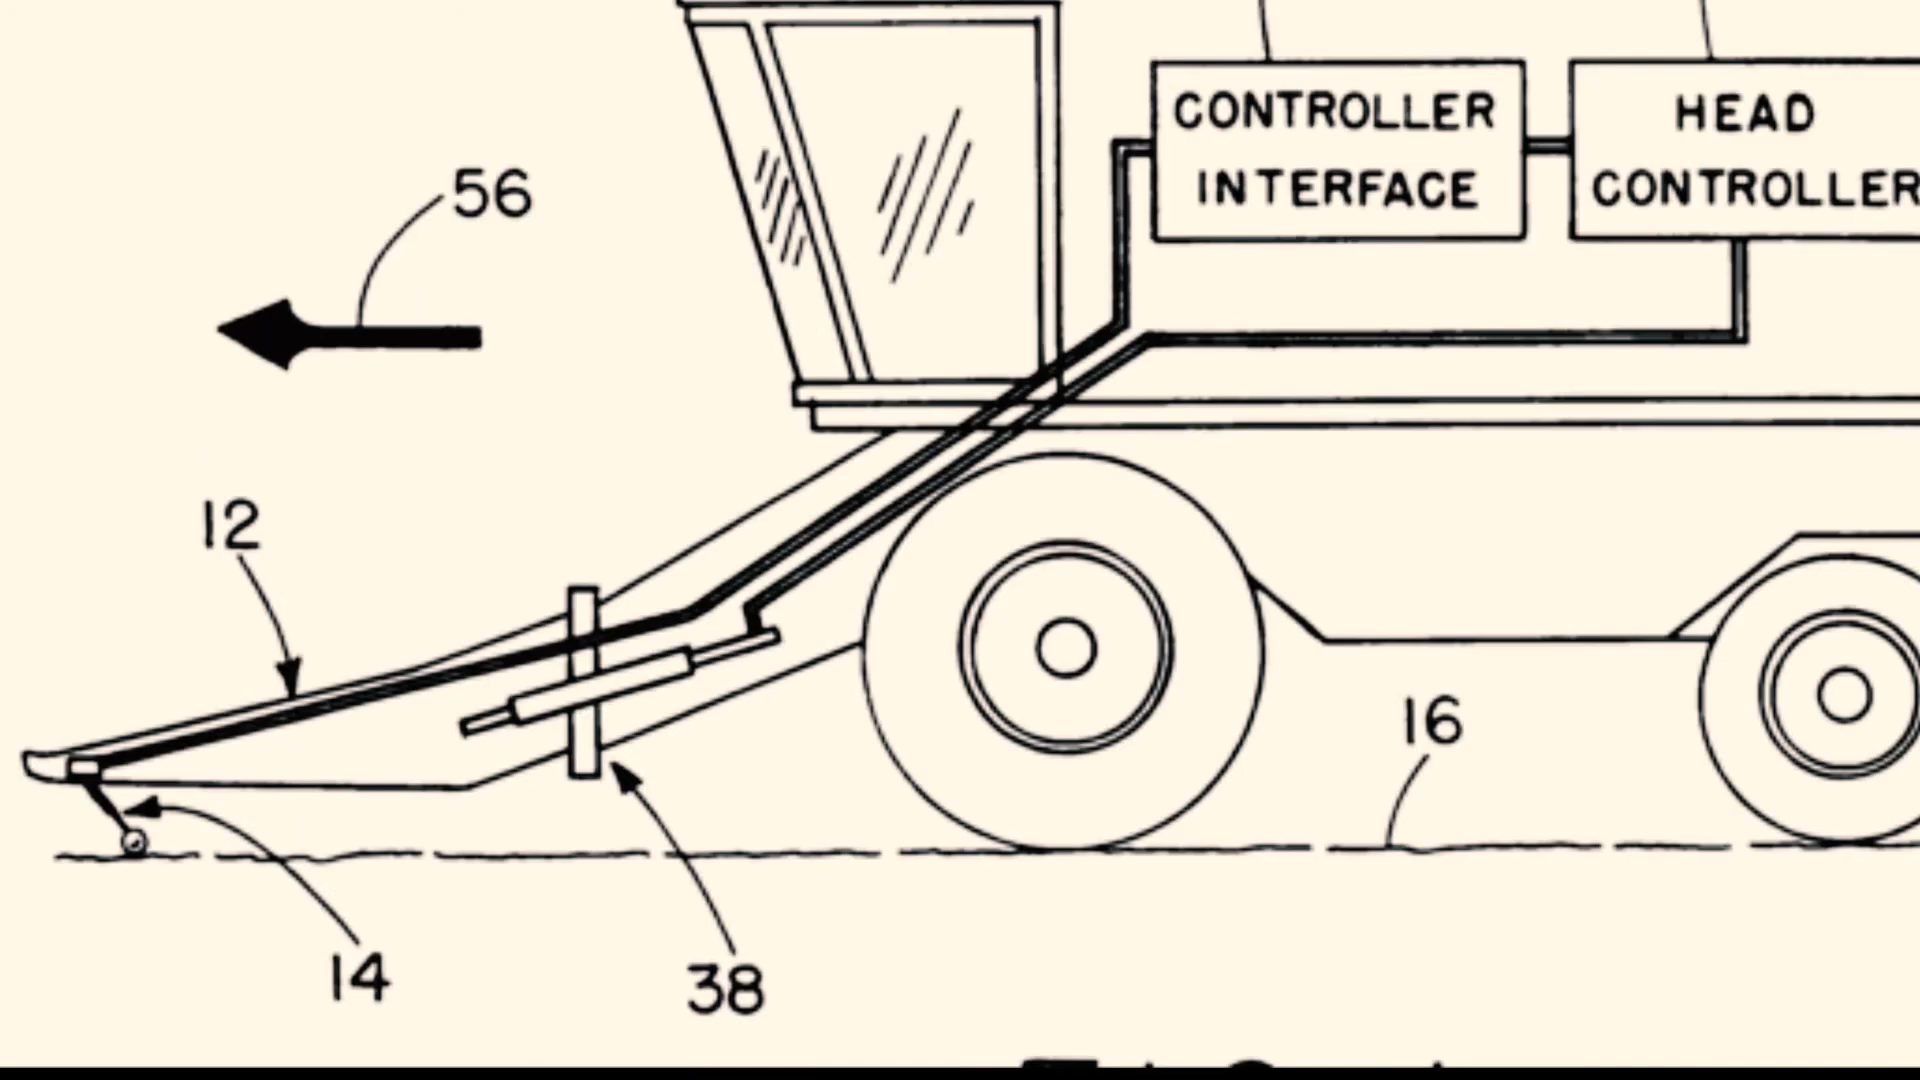 CONTROLLER
INTERFACE
HEAD
CONTROLLER
56
12
16
14
38